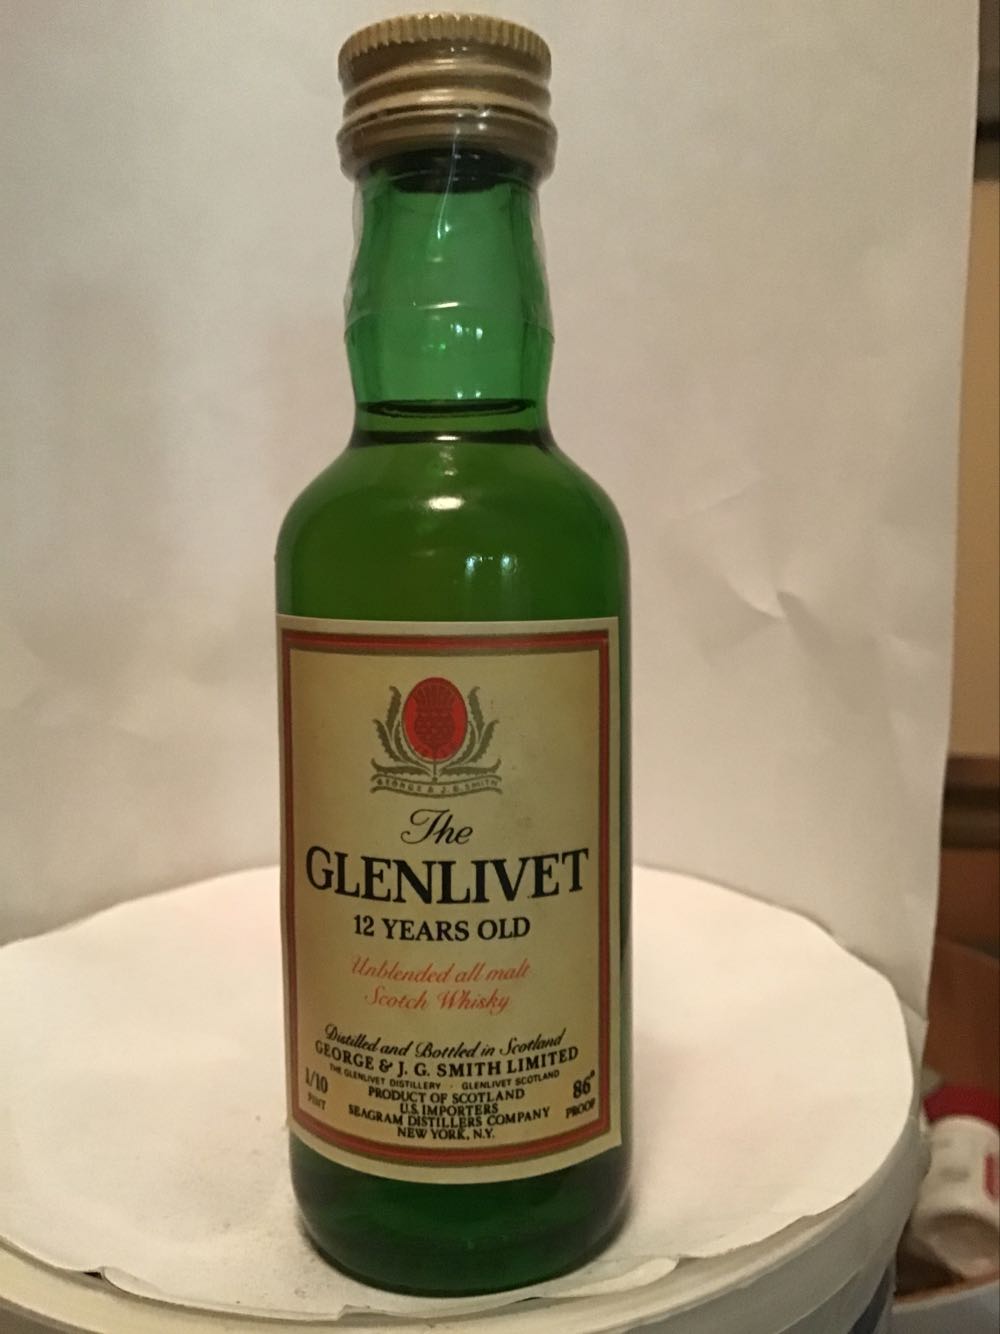 GEORGE & J. G. SMITH
The
GLENLIVET
12 YEARS OLD
Unblended all malt
Scotch Whisky
Distilled and Bottled in Scotland
GEORGE & J. G. SMITH LIMITED
THE GLENLIVET DISTILLERY · GLENLIVET SCOTLAND
1/10
PINT
PRODUCT OF SCOTLAND
U.S. IMPORTERS
SEAGRAM DISTILLERS COMPANY
NEW YORK, N.Y.
86°
PROOF